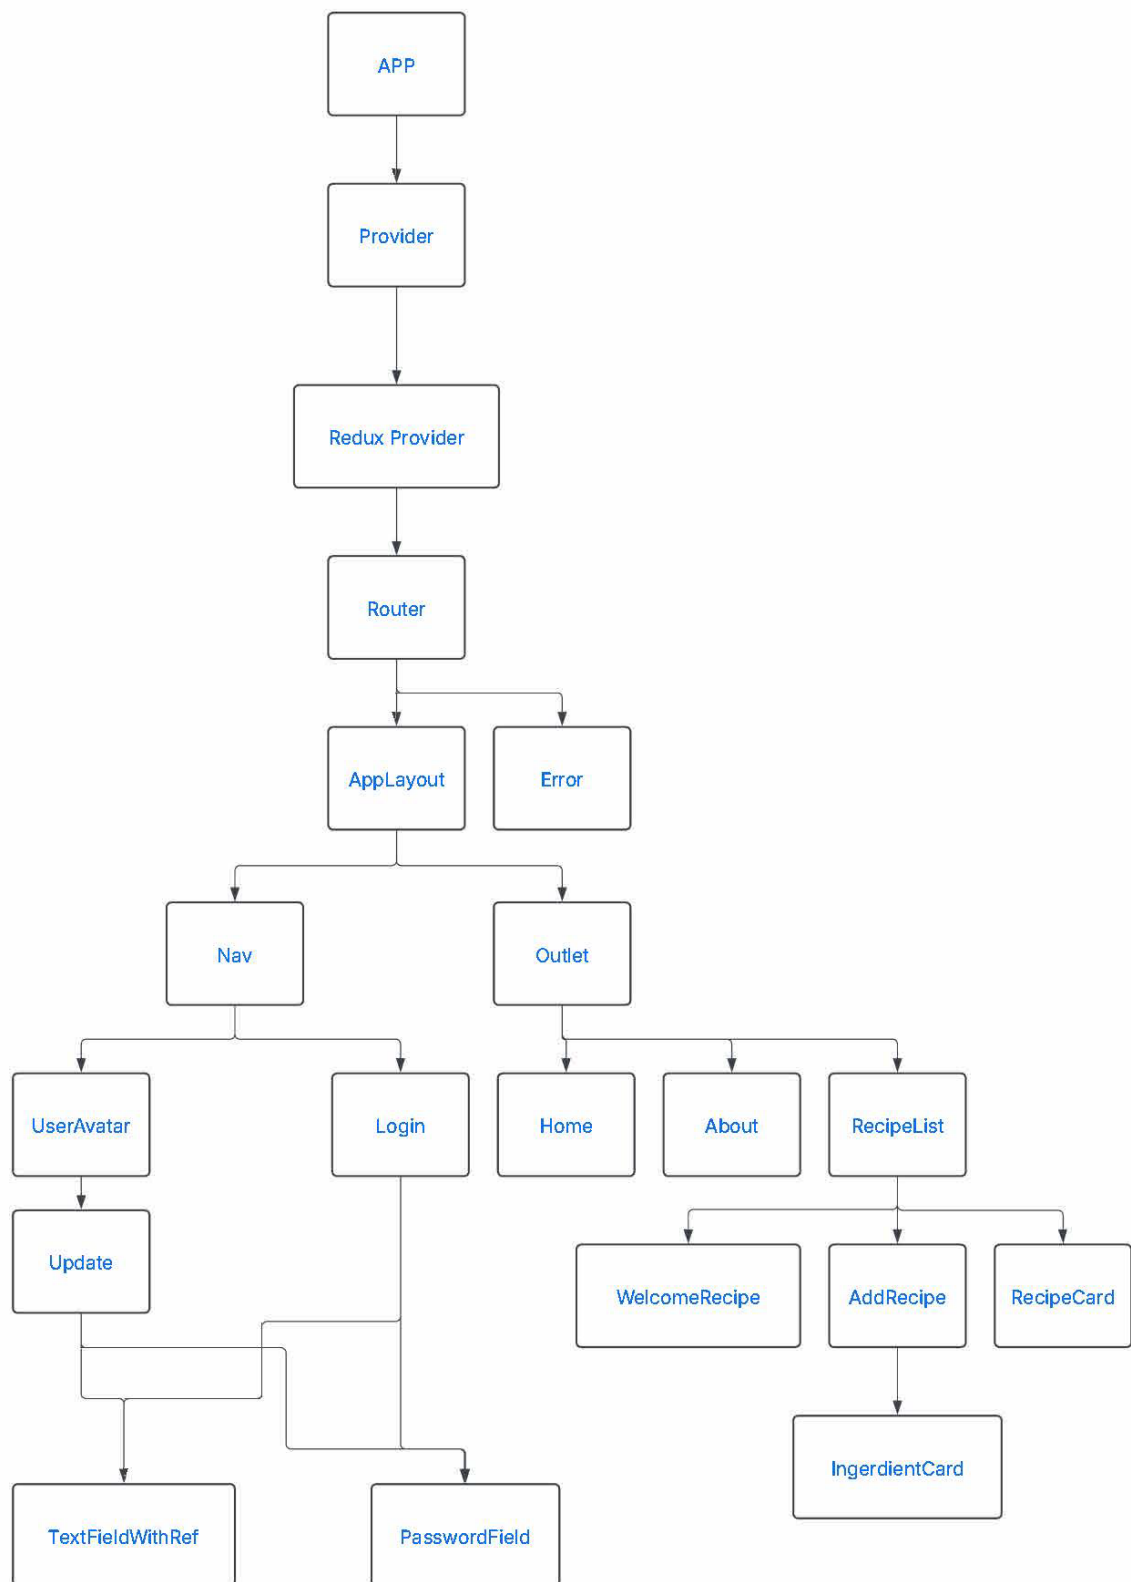 APP
Provider
Redux Provider
Router
AppLayout
Error
Nav
Outlet
UserAvatar
Login
Home
About
RecipeList
Update
WelcomeRecipe
AddRecipe
RecipeCard
IngerdientCard
TextFieldWithRef
PasswordField